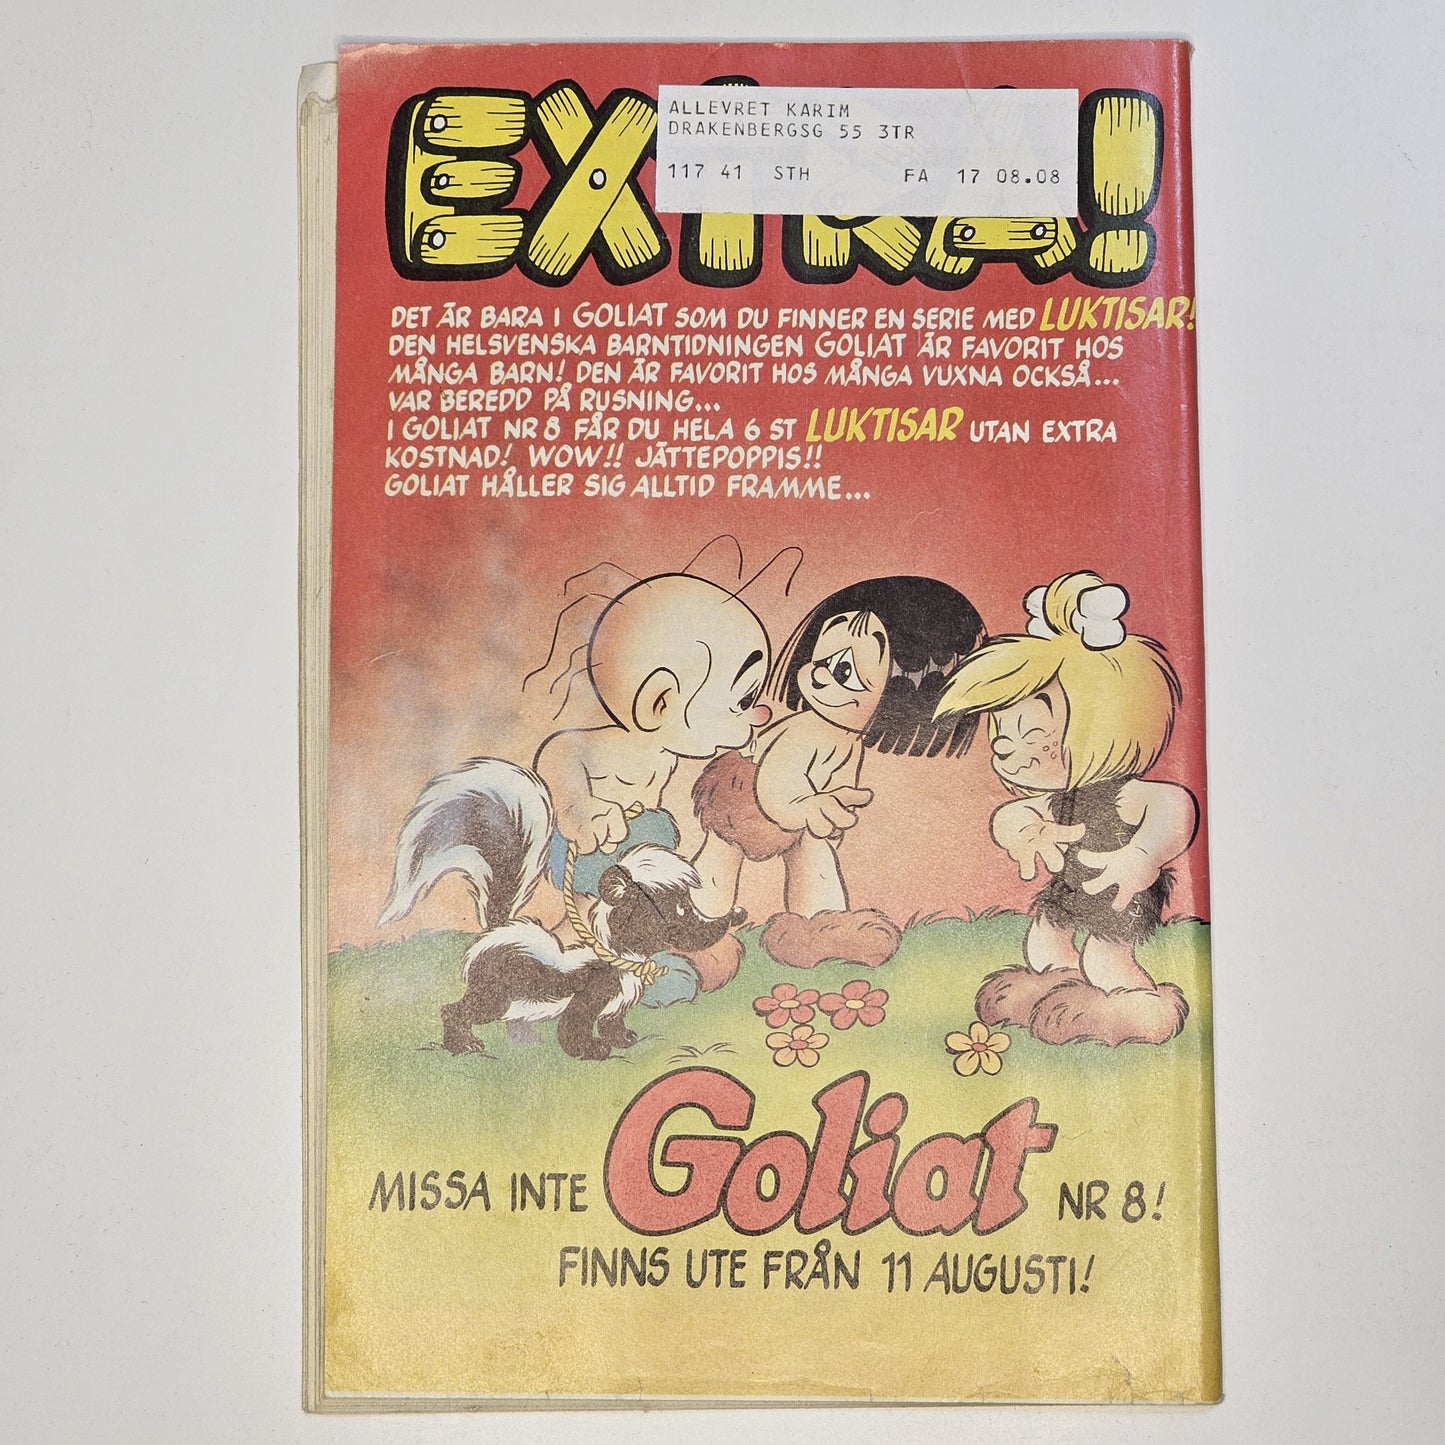 EXTRA!
ALLEVRET KARIM
DRAKENBERGSG 55 3TR
117 41 STH FA 17 08.08
DET ÄR BARA I GOLIAT SOM DU FINNER EN SERIE MED LUKTISAR!
DEN HELSVENSKA BARNTIDNINGEN GOLIAT ÄR FAVORIT HOS
MÅNGA BARN! DEN ÄR FAVORIT HOS MÅNGA VUXNA OCKSÅ...
VAR BEREDD PÅ RUSNING...
I GOLIAT NR 8 FÅR DU HELA 6 ST LUKTISAR UTAN EXTRA
KOSTNAD! WOW!! JÄTTEPOPPIS!!
GOLIAT HÅLLER SIG ALLTID FRAMME...
MISSA INTE Goliat NR 8!
FINNS UTE FRÅN 11 AUGUSTI!